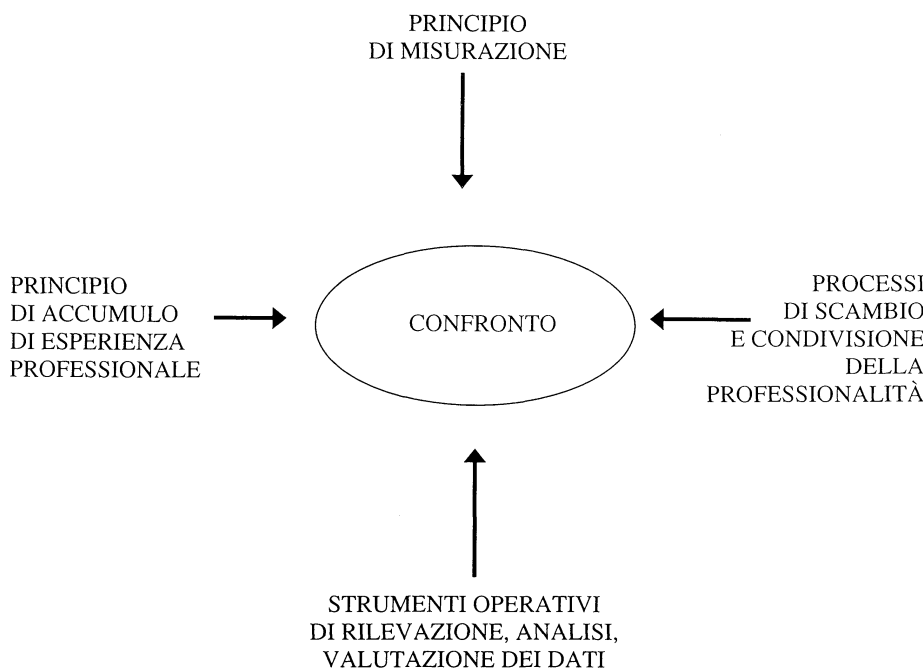 PRINCIPIO
DI MISURAZIONE
PRINCIPIO
DI ACCUMULO
DI ESPERIENZA
PROFESSIONALE
CONFRONTO
PROCESSI
DI SCAMBIO
E CONDIVISIONE
DELLA
PROFESSIONALITÀ
STRUMENTI OPERATIVI
DI RILEVAZIONE, ANALISI,
VALUTAZIONE DEI DATI